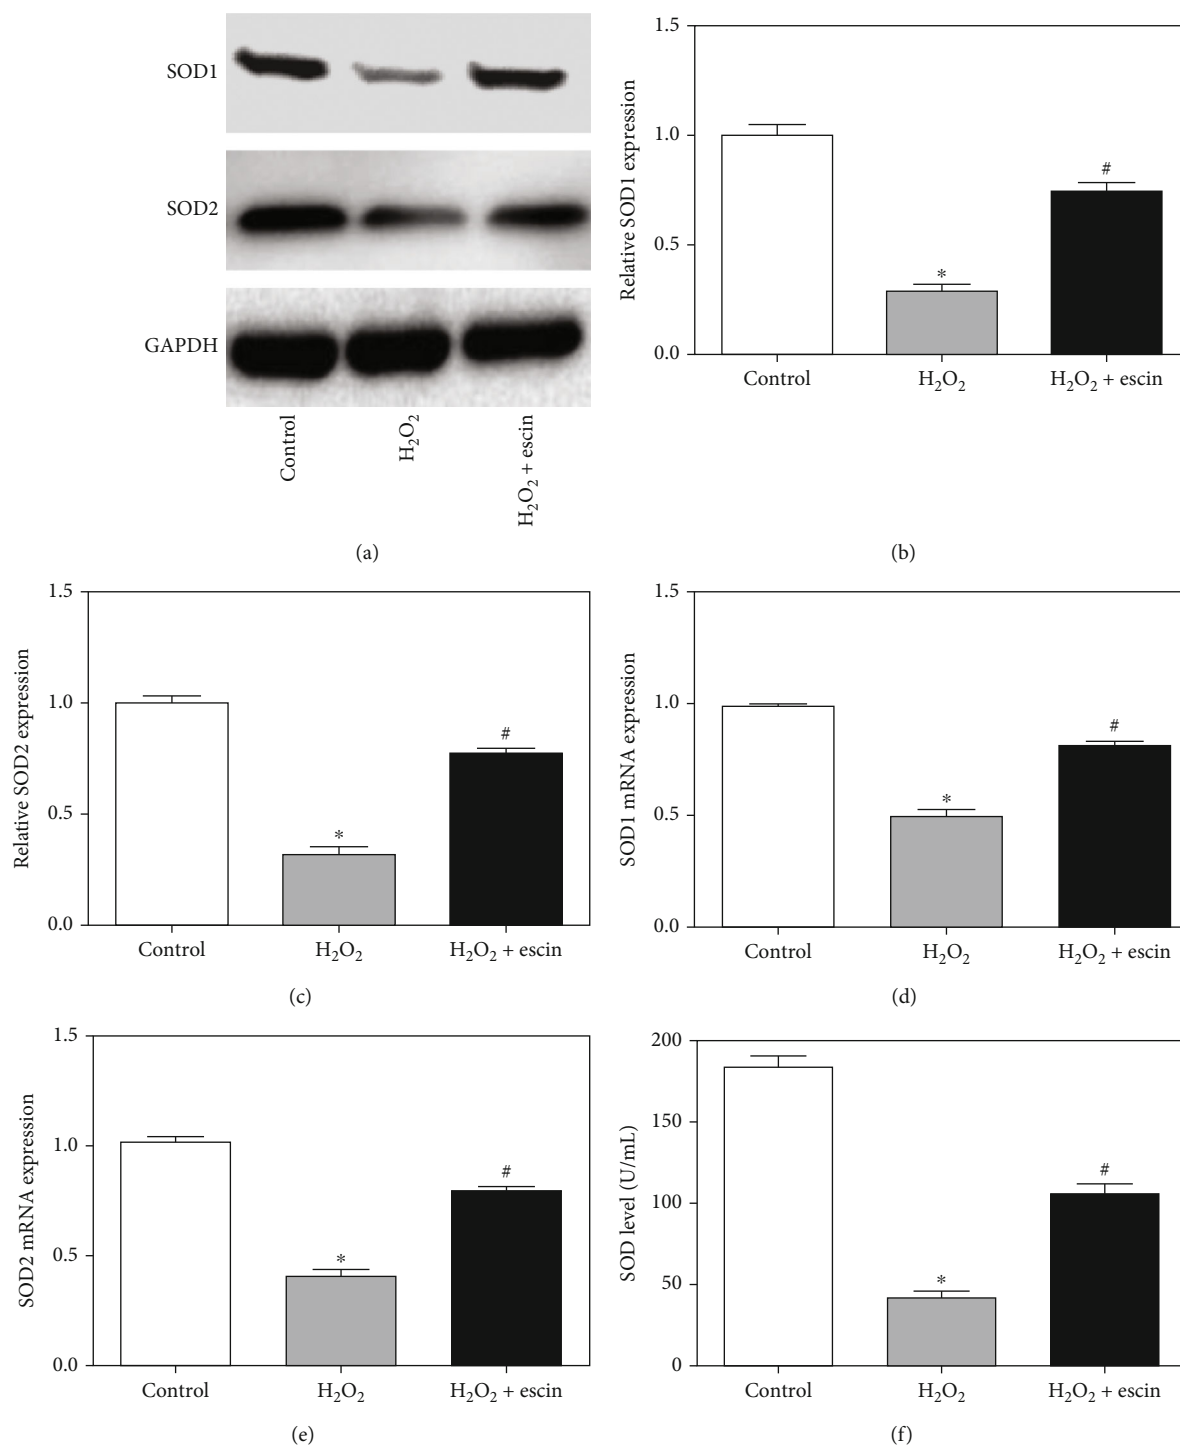 SOD1
SOD2
GAPDH
Control
H₂O₂
H₂O₂ + escin
(a)
Relative SOD1 expression
1.5
1.0
0.5
0.0
*
#
Control
H₂O₂
H₂O₂ + escin
(b)
Relative SOD2 expression
1.5
1.0
0.5
0.0
*
#
Control
H₂O₂
H₂O₂ + escin
(c)
SOD1 mRNA expression
1.5
1.0
0.5
0.0
*
#
Control
H₂O₂
H₂O₂ + escin
(d)
SOD2 mRNA expression
1.5
1.0
0.5
0.0
*
#
Control
H₂O₂
H₂O₂ + escin
(e)
SOD level (U/mL)
200
150
100
50
0
*
#
Control
H₂O₂
H₂O₂ + escin
(f)